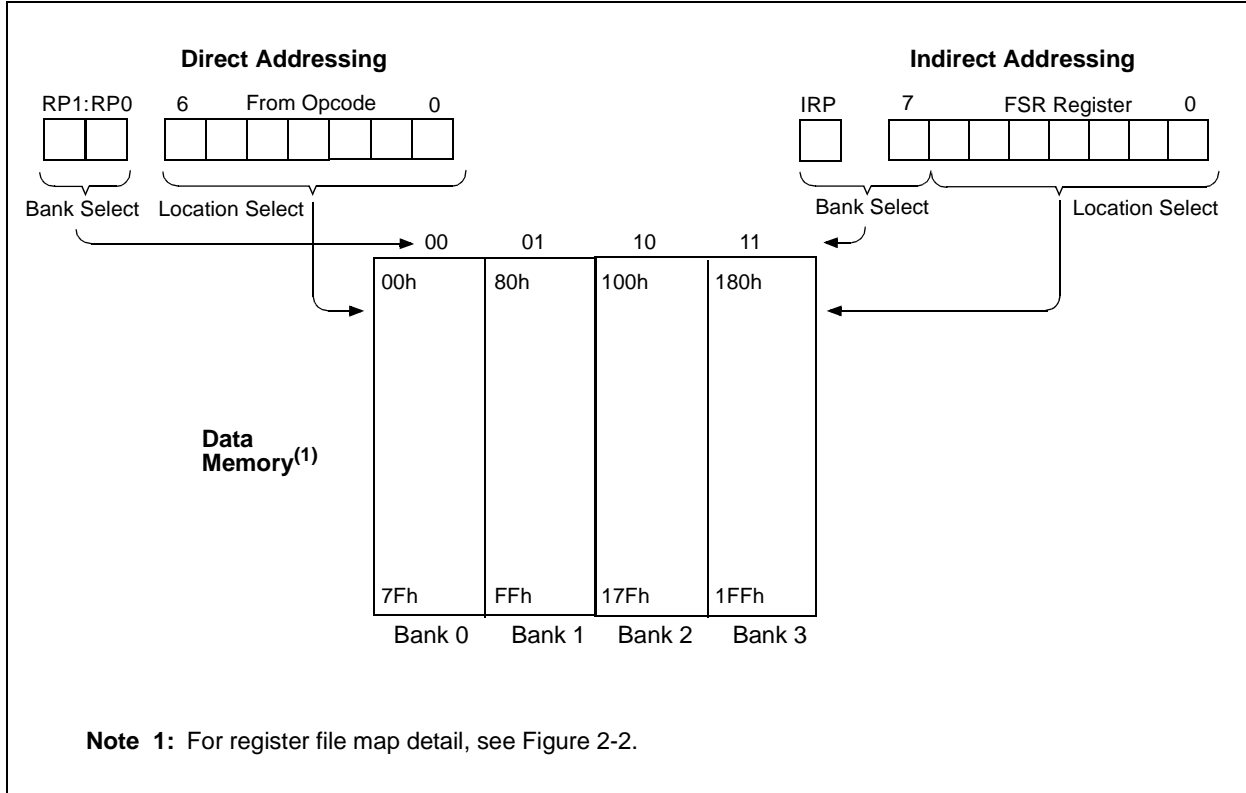 Direct Addressing
Indirect Addressing
RP1:RP0 6 From Opcode 0
IRP 7 FSR Register 0
Bank Select Location Select
Bank Select Location Select
00 01 10 11
00h 80h 100h 180h
Data
Memory(1)
7Fh FFh 17Fh 1FFh
Bank 0 Bank 1 Bank 2 Bank 3
Note 1: For register file map detail, see Figure 2-2.